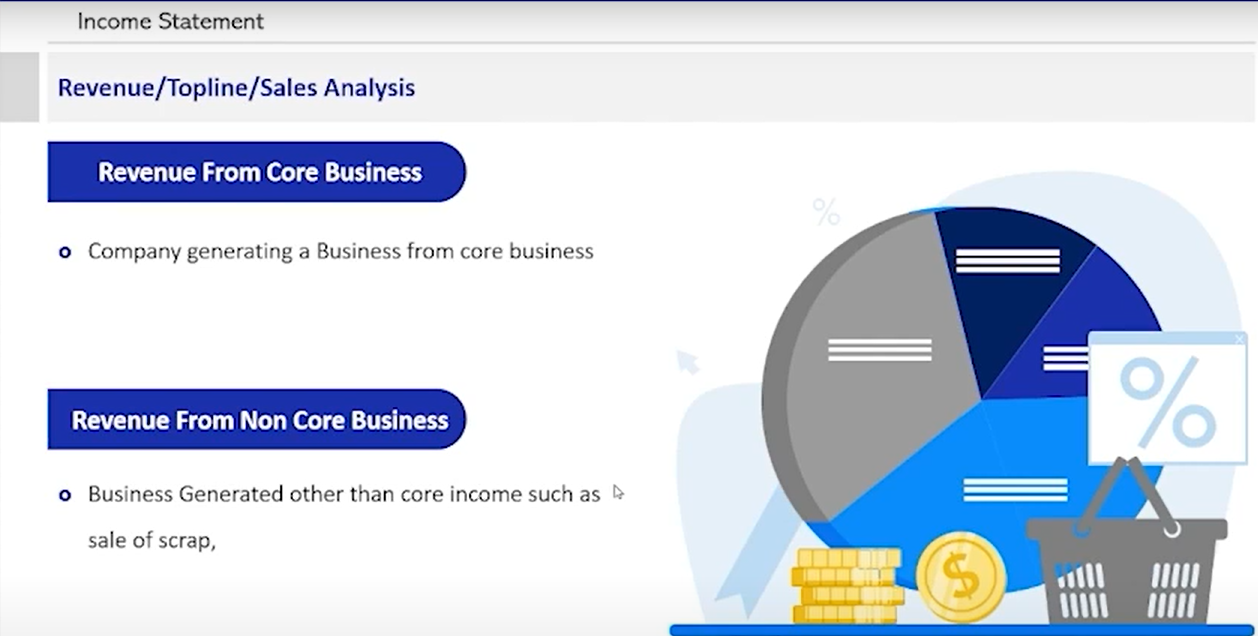 Income Statement
Revenue/Topline/Sales Analysis
Revenue From Core Business
Company generating a Business from core business
Revenue From Non Core Business
Business Generated other than core income such as
sale of scrap,
%
%
$